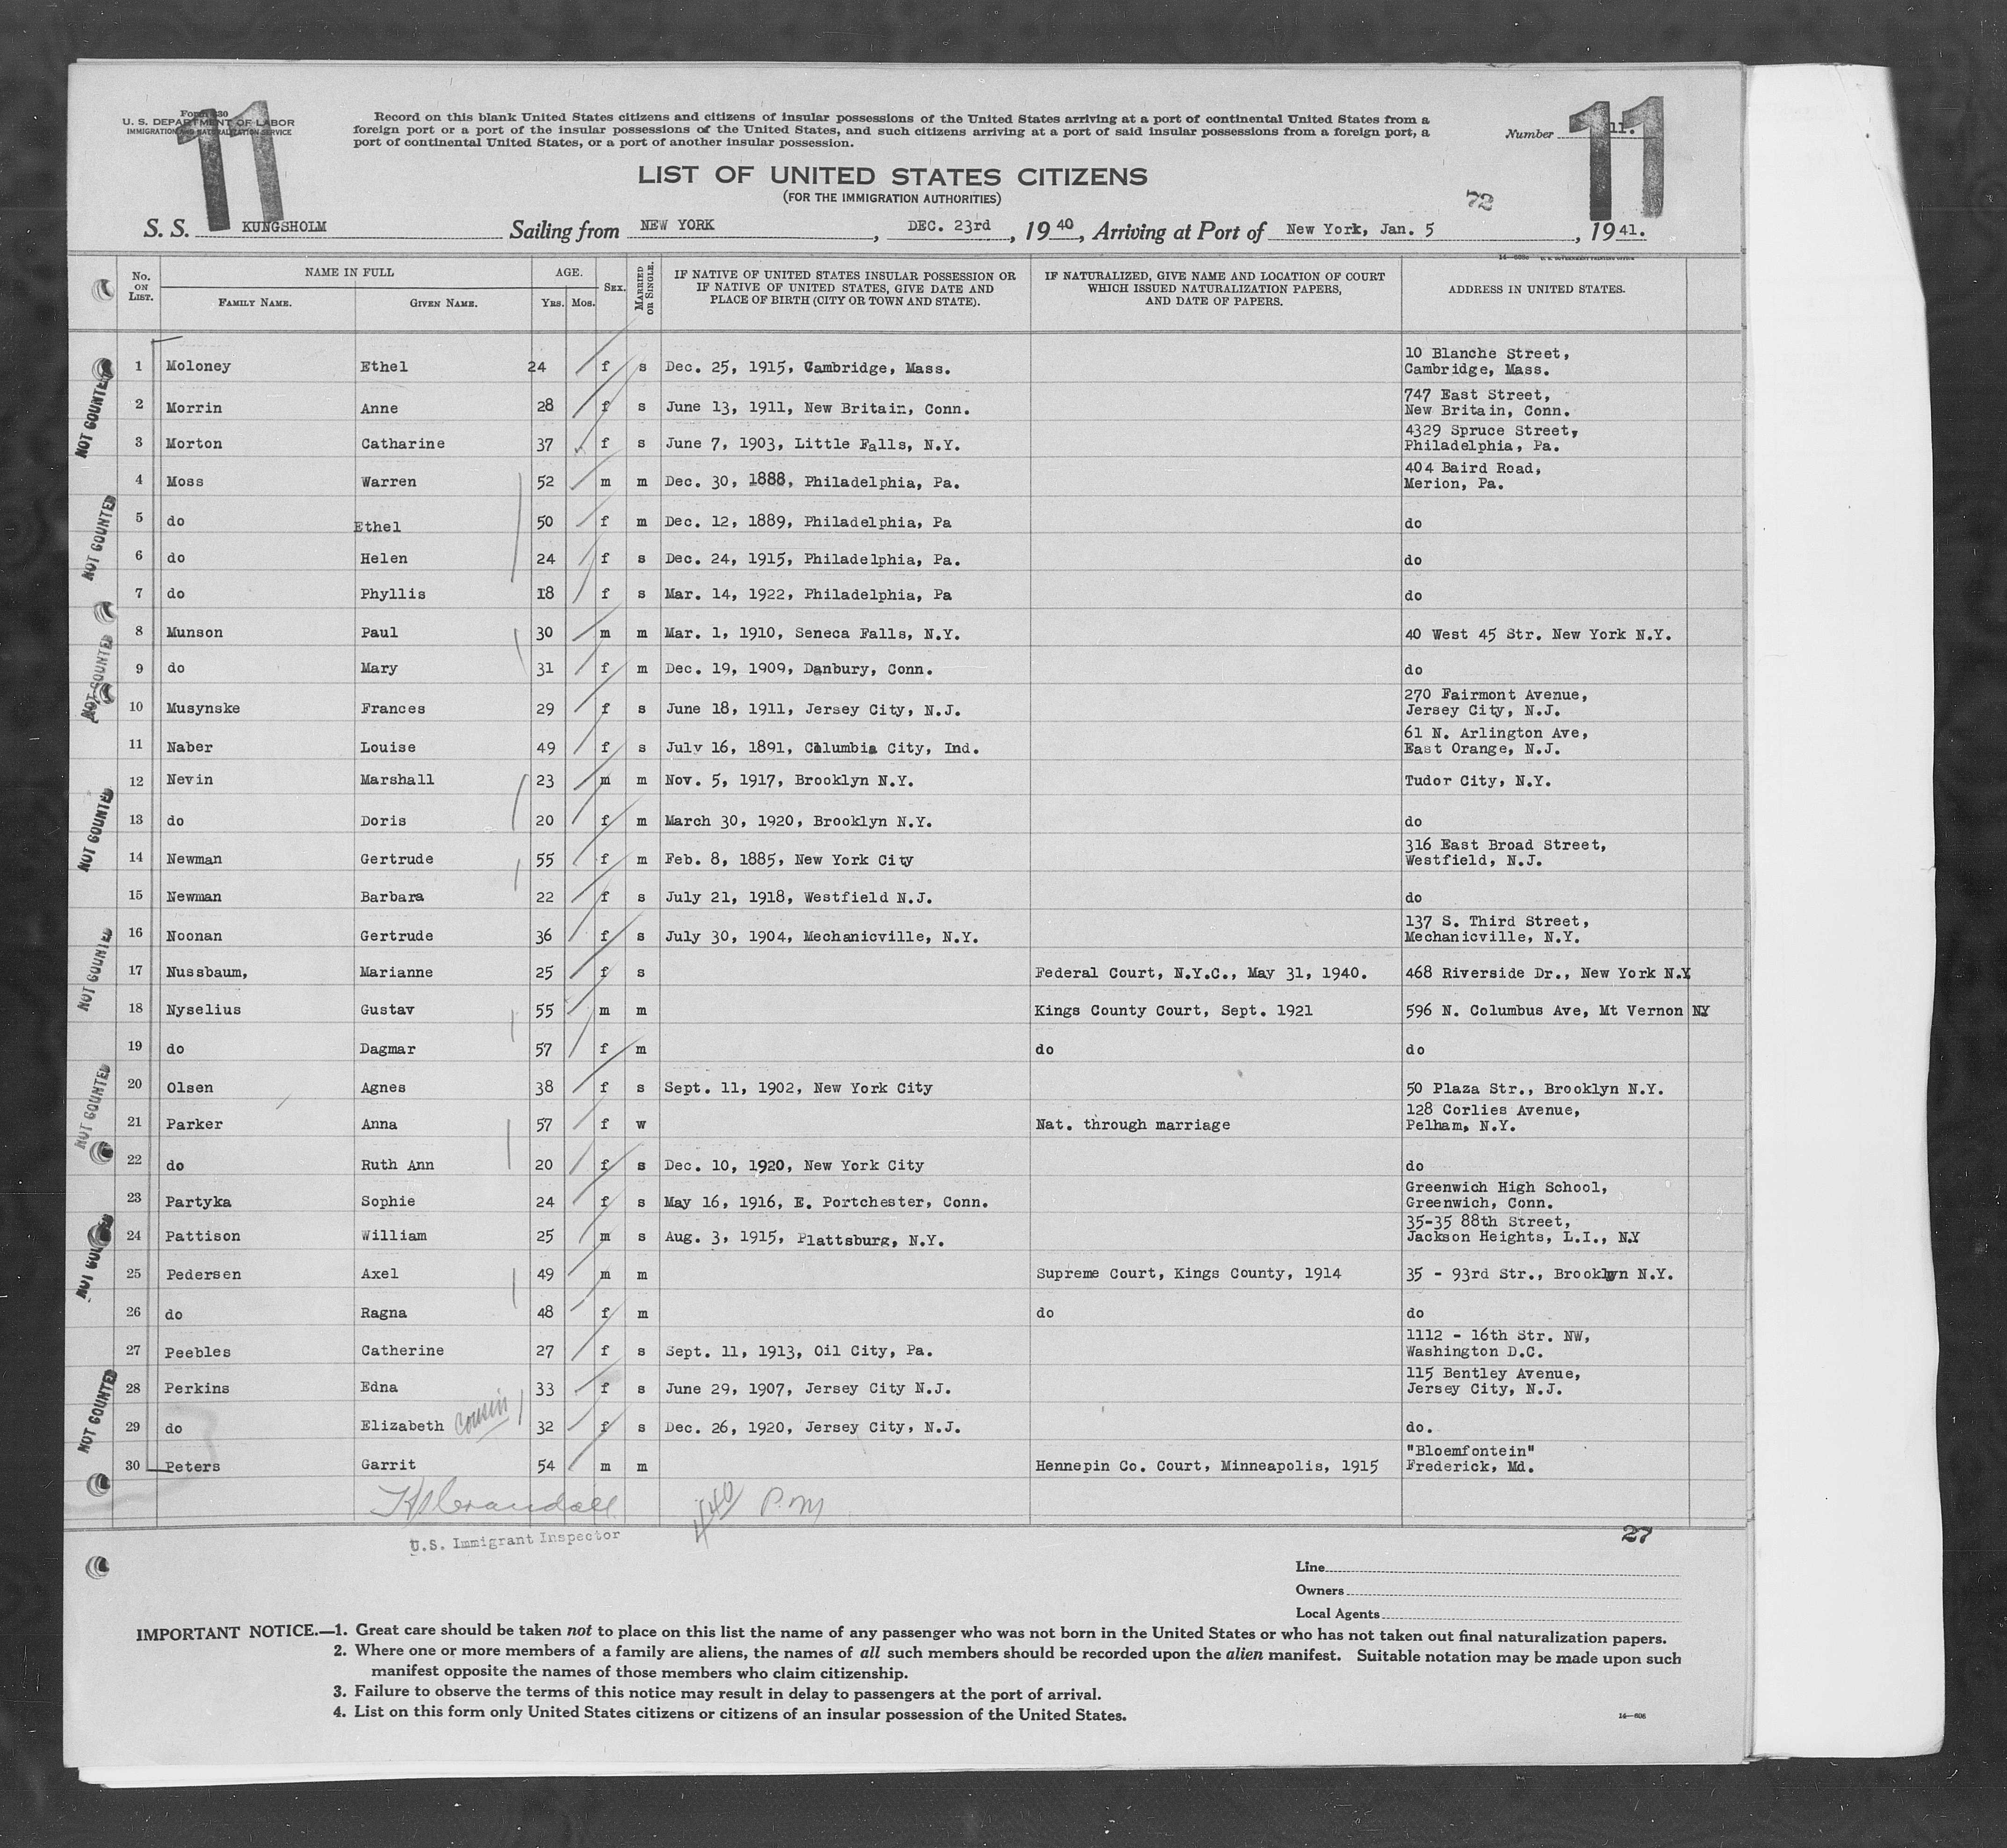 11
Form 630
U. S. DEPARTMENT OF LABOR
IMMIGRATION AND NATURALIZATION SERVICE
Record on this blank United States citizens and citizens of insular possessions of the United States arriving at a port of continental United States from a
foreign port or a port of the insular possessions of the United States, and such citizens arriving at a port of said insular possessions from a foreign port, a
port of continental United States, or a port of another insular possession.
Number 11.
11
LIST OF UNITED STATES CITIZENS
(FOR THE IMMIGRATION AUTHORITIES)
72
S. S. KUNGSHOLM Sailing from NEW YORK, DEC. 23rd, 1940, Arriving at Port of New York, Jan. 5, 1941.
No. ON LIST. NAME IN FULL FAMILY NAME. GIVEN NAME. AGE. YRS. MOS. SEX. MARRIED OR SINGLE. IF NATIVE OF UNITED STATES INSULAR POSSESSION OR IF NATIVE OF UNITED STATES, GIVE DATE AND PLACE OF BIRTH (CITY OR TOWN AND STATE). IF NATURALIZED, GIVE NAME AND LOCATION OF COURT WHICH ISSUED NATURALIZATION PAPERS, AND DATE OF PAPERS. ADDRESS IN UNITED STATES.
1 Moloney Ethel 24 f s Dec. 25, 1915, Cambridge, Mass. 10 Blanche Street, Cambridge, Mass.
2 Morrin Anne 28 f s June 13, 1911, New Britain, Conn. 747 East Street, New Britain, Conn.
3 Morton Catharine 37 f s June 7, 1903, Little Falls, N.Y. 4329 Spruce Street, Philadelphia, Pa.
4 Moss Warren 52 m m Dec. 30, 1888, Philadelphia, Pa. 404 Baird Road, Merion, Pa.
5 do Ethel 50 f m Dec. 12, 1889, Philadelphia, Pa do
6 do Helen 24 f s Dec. 24, 1915, Philadelphia, Pa. do
7 do Phyllis 18 f s Mar. 14, 1922, Philadelphia, Pa do
8 Munson Paul 30 m m Mar. 1, 1910, Seneca Falls, N.Y. 40 West 45 Str. New York N.Y.
9 do Mary 31 f m Dec. 19, 1909, Danbury, Conn. do
10 Musynske Frances 29 f s June 18, 1911, Jersey City, N.J. 270 Fairmont Avenue, Jersey City, N.J.
11 Naber Louise 49 f s July 16, 1891, Columbia City, Ind. 61 N. Arlington Ave, East Orange, N.J.
12 Nevin Marshall 23 m m Nov. 5, 1917, Brooklyn N.Y. Tudor City, N.Y.
13 do Doris 20 f m March 30, 1920, Brooklyn N.Y. do
14 Newman Gertrude 55 f m Feb. 8, 1885, New York City 316 East Broad Street, Westfield, N.J.
15 Newman Barbara 22 f s July 21, 1918, Westfield N.J. do
16 Noonan Gertrude 36 f s July 30, 1904, Mechanicville, N.Y. 137 S. Third Street, Mechanicville, N.Y.
17 Nussbaum, Marianne 25 f s Federal Court, N.Y.C., May 31, 1940. 468 Riverside Dr., New York N.Y
18 Nyselius Gustav 55 m m Kings County Court, Sept. 1921 596 N. Columbus Ave, Mt Vernon NY
19 do Dagmar 57 f m do do
20 Olsen Agnes 38 f s Sept. 11, 1902, New York City 50 Plaza Str., Brooklyn N.Y.
21 Parker Anna 57 f w Nat. through marriage 128 Corlies Avenue, Pelham, N.Y.
22 do Ruth Ann 20 f s Dec. 10, 1920, New York City do
23 Partyka Sophie 24 f s May 16, 1916, E. Portchester, Conn. Greenwich High School, Greenwich, Conn.
24 Pattison William 25 m s Aug. 3, 1915, Plattsburg, N.Y. 35-35 88th Street, Jackson Heights, L.I., N.Y
25 Pedersen Axel 49 m m Supreme Court, Kings County, 1914 35 - 93rd Str., Brooklyn N.Y.
26 do Ragna 48 f m do do
27 Peebles Catherine 27 f s Sept. 11, 1913, Oil City, Pa. 1112 - 16th Str. NW, Washington D.C.
28 Perkins Edna 33 f s June 29, 1907, Jersey City N.J. 115 Bentley Avenue, Jersey City, N.J.
29 do Elizabeth cousin 32 f s Dec. 26, 1920, Jersey City, N.J. do.
30 Peters Garrit 54 m m Hennepin Co. Court, Minneapolis, 1915 "Bloemfontein" Frederick, Md.
NOT COUNTED
NOT COUNTED
NOT COUNTED
NOT COUNTED
NOT COUNTED
NOT COUNTED
NOT COUNTED
NOT COUNTED
Crandall 440 P.M
U.S. Immigrant Inspector
27
Line
Owners
Local Agents
IMPORTANT NOTICE.—1. Great care should be taken not to place on this list the name of any passenger who was not born in the United States or who has not taken out final naturalization papers.
2. Where one or more members of a family are aliens, the names of all such members should be recorded upon the alien manifest. Suitable notation may be made upon such
manifest opposite the names of those members who claim citizenship.
3. Failure to observe the terms of this notice may result in delay to passengers at the port of arrival.
4. List on this form only United States citizens or citizens of an insular possession of the United States.
14—606